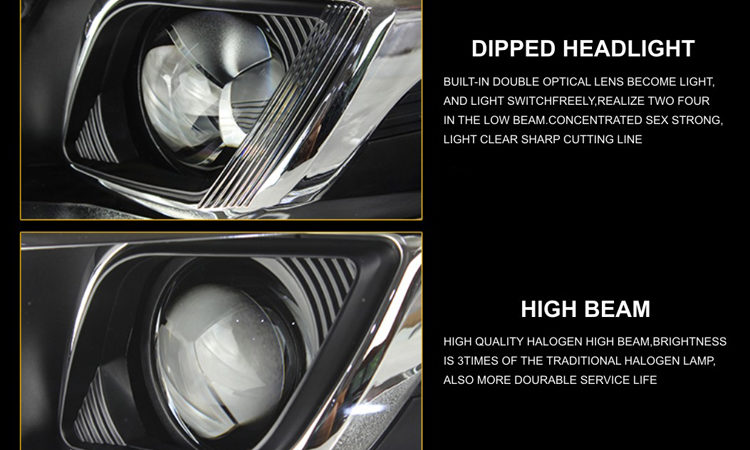 DIPPED HEADLIGHT
BUILT-IN DOUBLE OPTICAL LENS BECOME LIGHT,
AND LIGHT SWITCHFREELY,REALIZE TWO FOUR
IN THE LOW BEAM.CONCENTRATED SEX STRONG,
LIGHT CLEAR SHARP CUTTING LINE
HIGH BEAM
HIGH QUALITY HALOGEN HIGH BEAM,BRIGHTNESS
IS 3TIMES OF THE TRADITIONAL HALOGEN LAMP,
ALSO MORE DOURABLE SERVICE LIFE